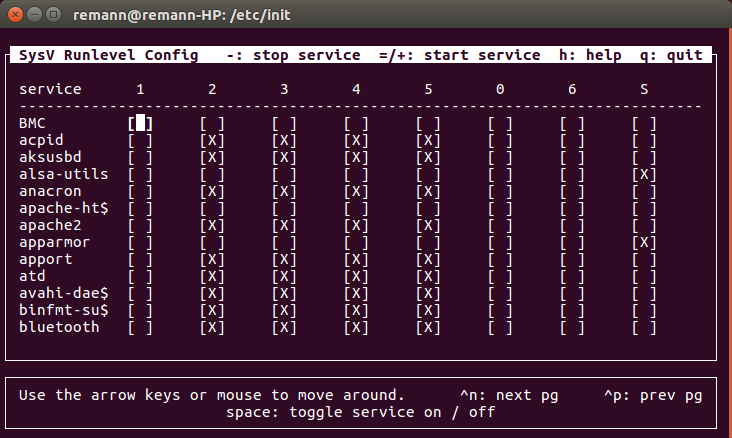 remann@remann-HP: /etc/init
SysV Runlevel Config   -: stop service  =/+: start service  h: help  q: quit
service      1       2       3       4       5       0       6       S
----------------------------------------------------------------------------
BMC         [ ]     [ ]     [ ]     [ ]     [ ]     [ ]     [ ]     [ ]
acpid       [ ]     [X]     [X]     [X]     [X]     [ ]     [ ]     [ ]
aksusbd     [ ]     [X]     [X]     [X]     [X]     [ ]     [ ]     [ ]
alsa-utils  [ ]     [ ]     [ ]     [ ]     [ ]     [ ]     [ ]     [X]
anacron     [ ]     [X]     [X]     [X]     [X]     [ ]     [ ]     [ ]
apache-ht$  [ ]     [ ]     [ ]     [ ]     [ ]     [ ]     [ ]     [ ]
apache2     [ ]     [X]     [X]     [X]     [X]     [ ]     [ ]     [ ]
apparmor    [ ]     [ ]     [ ]     [ ]     [ ]     [ ]     [ ]     [X]
apport      [ ]     [X]     [X]     [X]     [X]     [ ]     [ ]     [ ]
atd         [ ]     [X]     [X]     [X]     [X]     [ ]     [ ]     [ ]
avahi-dae$  [ ]     [X]     [X]     [X]     [X]     [ ]     [ ]     [ ]
binfmt-su$  [ ]     [X]     [X]     [X]     [X]     [ ]     [ ]     [ ]
bluetooth   [ ]     [X]     [X]     [X]     [X]     [ ]     [ ]     [ ]
Use the arrow keys or mouse to move around.      ^n: next pg     ^p: prev pg
space: toggle service on / off